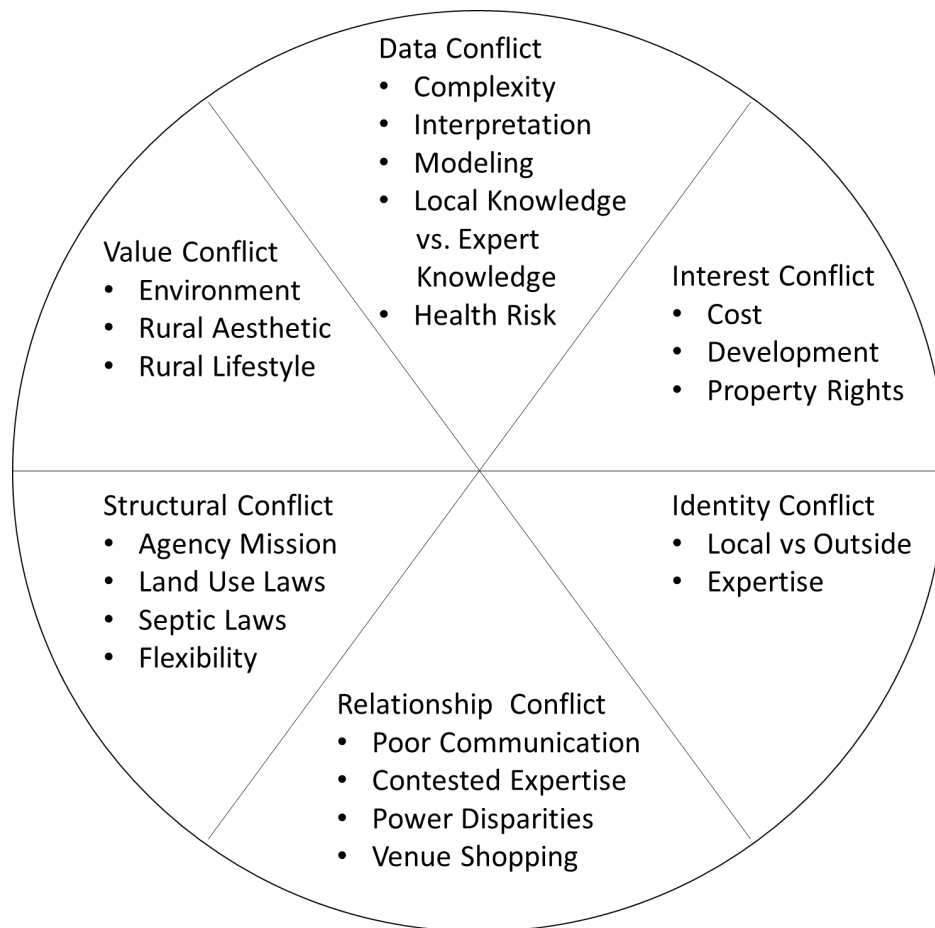 Data Conflict
• Complexity
• Interpretation
• Modeling
• Local Knowledge
vs. Expert
Knowledge
• Health Risk
Value Conflict
• Environment
• Rural Aesthetic
• Rural Lifestyle
Interest Conflict
• Cost
• Development
• Property Rights
Structural Conflict
• Agency Mission
• Land Use Laws
• Septic Laws
• Flexibility
Identity Conflict
• Local vs Outside
• Expertise
Relationship Conflict
• Poor Communication
• Contested Expertise
• Power Disparities
• Venue Shopping